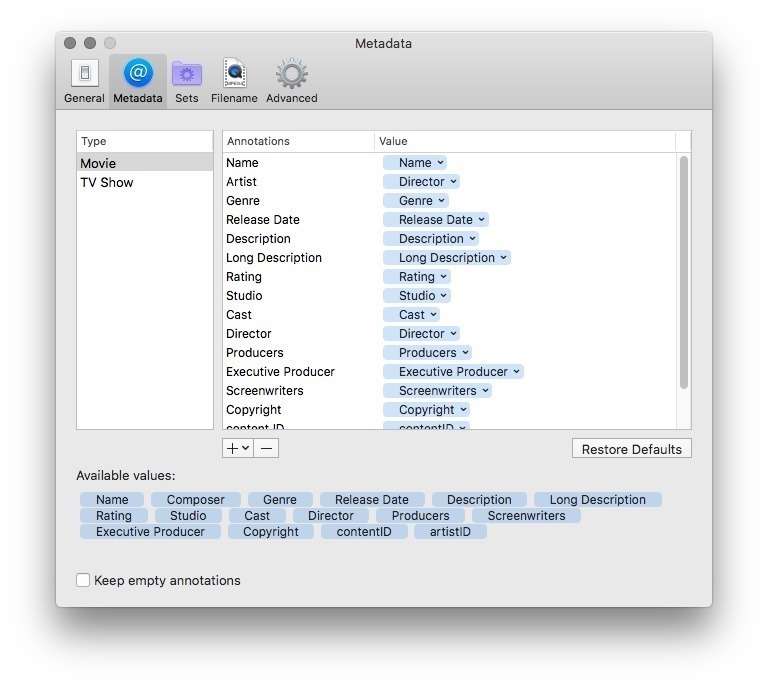 Metadata
@
General Metadata Sets Filename Advanced
MPEG4
Type
Movie
TV Show
Annotations Value
Name Name
Artist Director
Genre Genre
Release Date Release Date
Description Description
Long Description Long Description
Rating Rating
Studio Studio
Cast Cast
Director Director
Producers Producers
Executive Producer Executive Producer
Screenwriters Screenwriters
Copyright Copyright
content ID contentID
Restore Defaults
Available values:
Name Composer Genre Release Date Description Long Description
Rating Studio Cast Director Producers Screenwriters
Executive Producer Copyright contentID artistID
Keep empty annotations